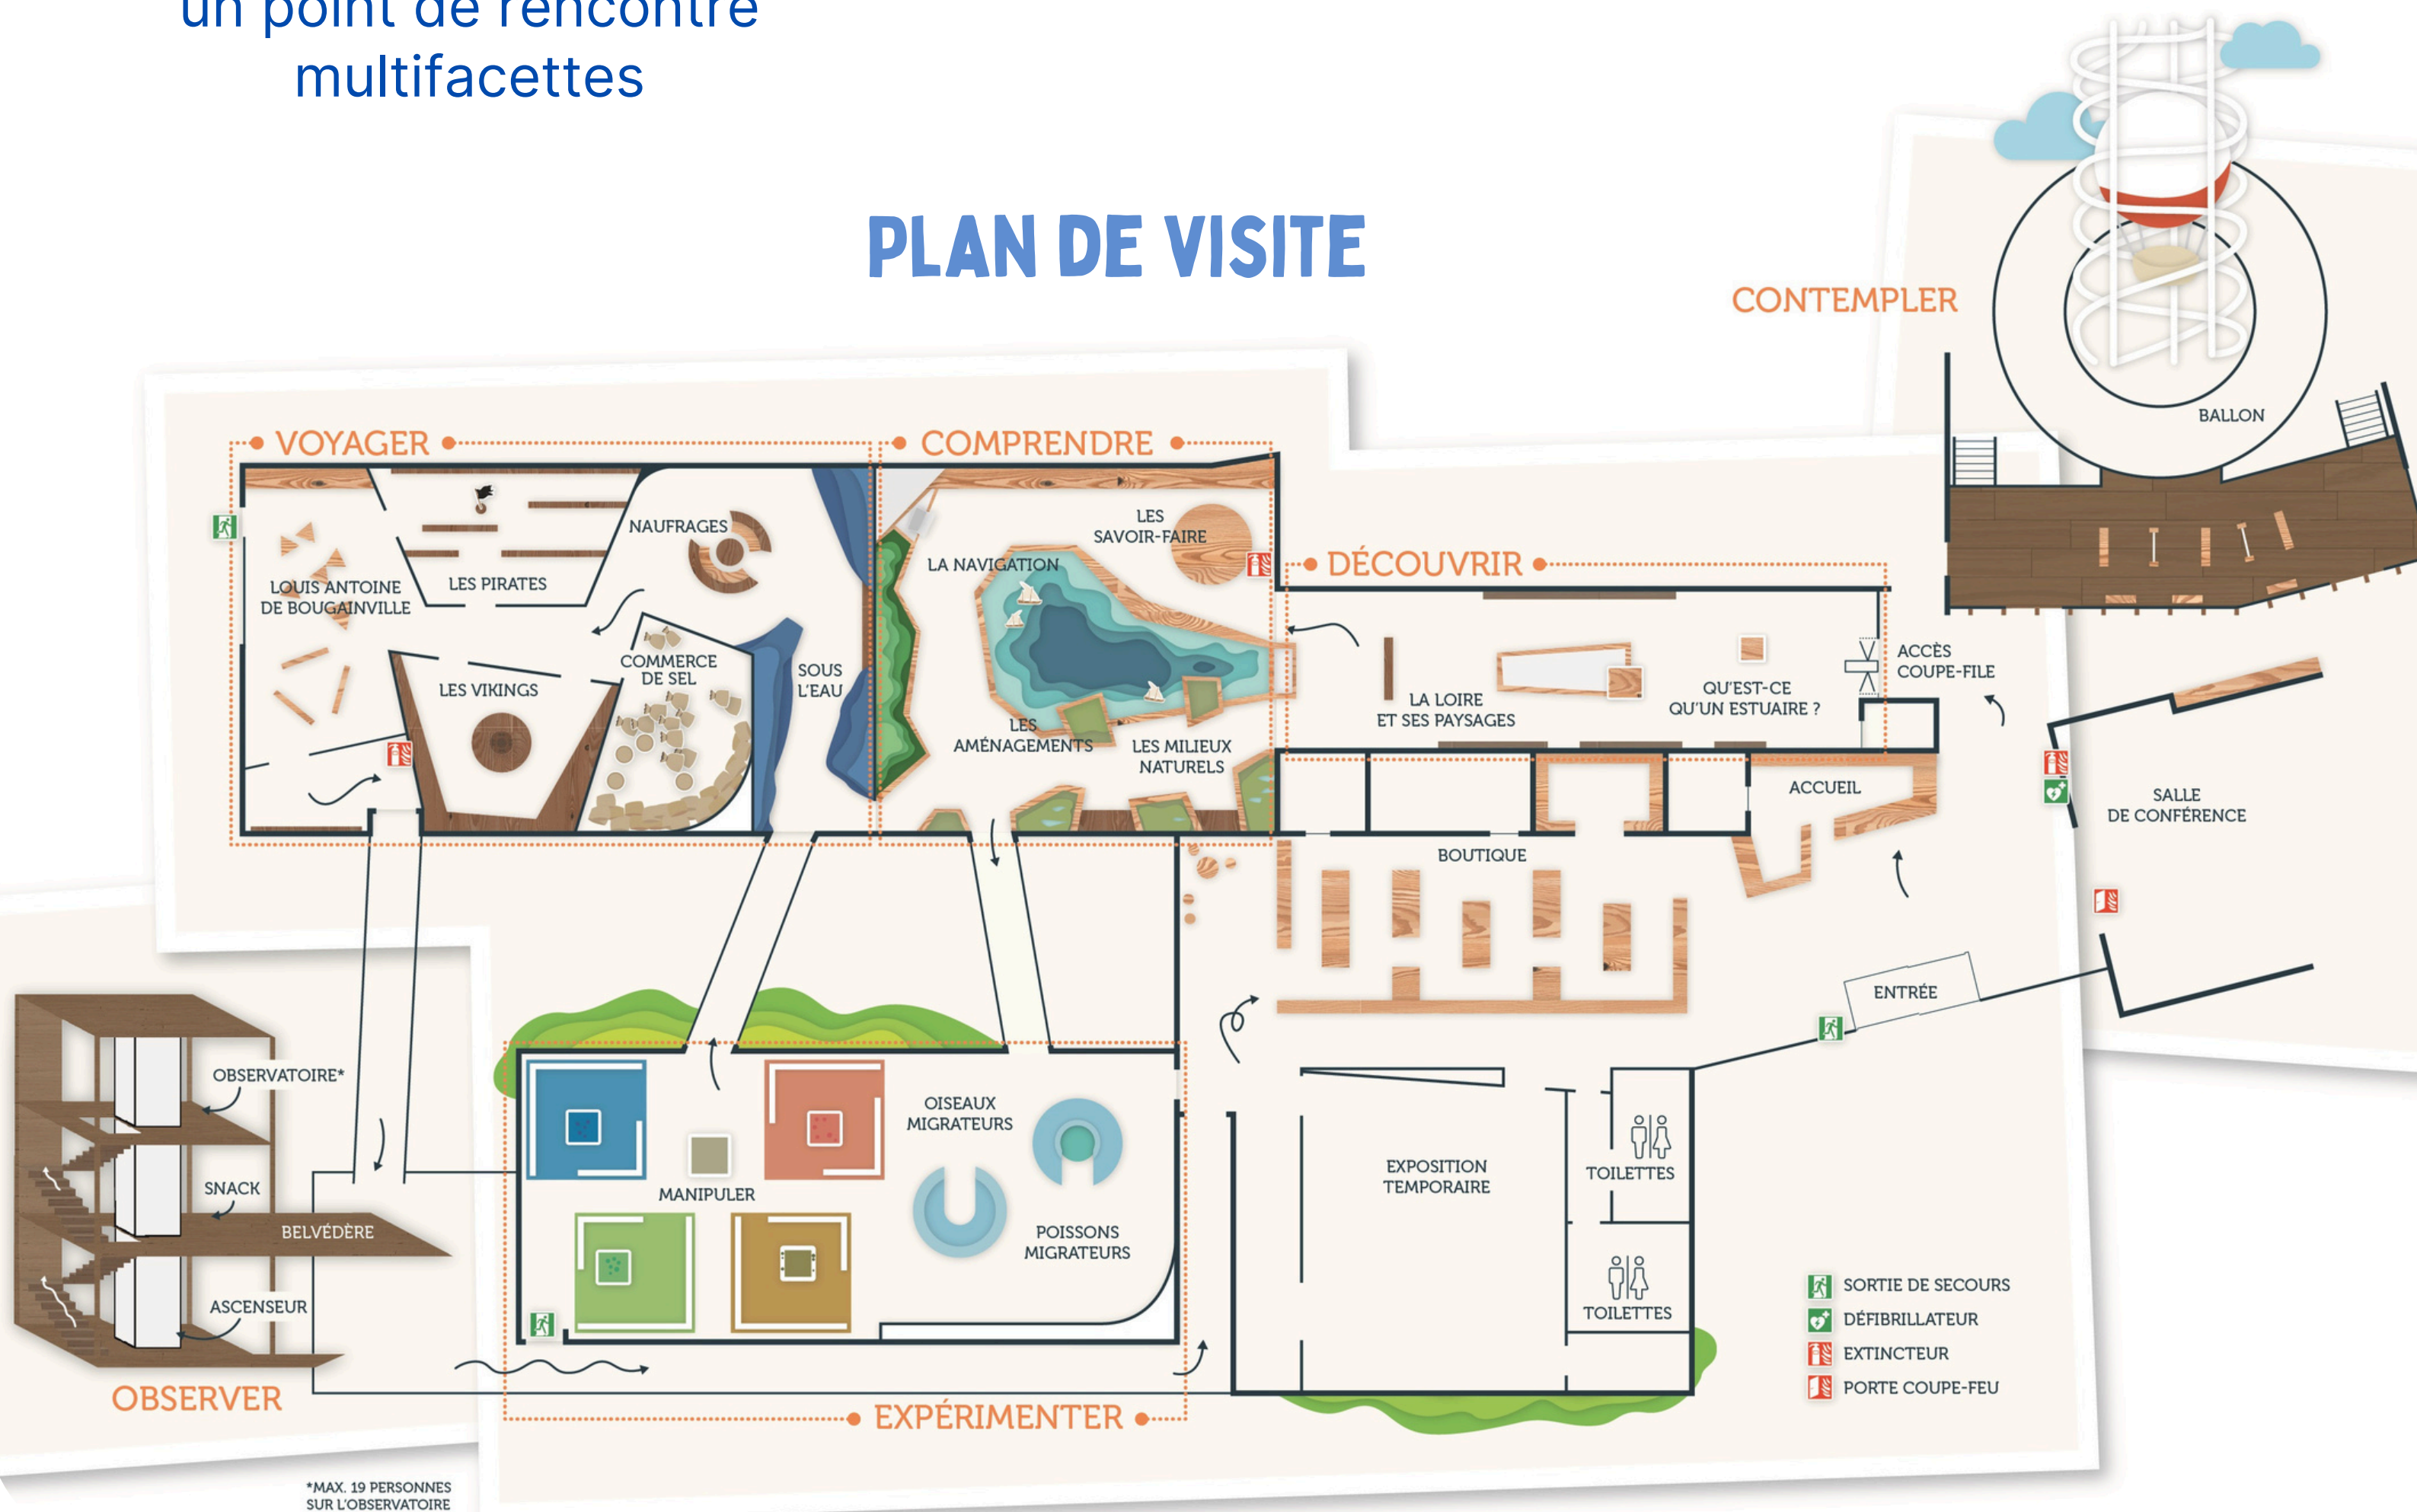 un point de rencontre
multifacettes
PLAN DE VISITE
CONTEMPLER
BALLON
VOYAGER
COMPRENDRE
DÉCOUVRIR
LOUIS ANTOINE
DE BOUGAINVILLE
LES PIRATES
NAUFRAGES
LES VIKINGS
COMMERCE
DE SEL
SOUS
L'EAU
LA NAVIGATION
LES
SAVOIR-FAIRE
LES
AMÉNAGEMENTS
LES MILIEUX
NATURELS
LA LOIRE
ET SES PAYSAGES
QU'EST-CE
QU'UN ESTUAIRE ?
ACCÈS
COUPE-FILE
ACCUEIL
SALLE
DE CONFÉRENCE
BOUTIQUE
ENTRÉE
OBSERVATOIRE*
SNACK
BELVÉDÈRE
ASCENSEUR
OBSERVER
*MAX. 19 PERSONNES
SUR L'OBSERVATOIRE
MANIPULER
OISEAUX
MIGRATEURS
POISSONS
MIGRATEURS
EXPÉRIMENTER
EXPOSITION
TEMPORAIRE
TOILETTES
TOILETTES
SORTIE DE SECOURS
DÉFIBRILLATEUR
EXTINCTEUR
PORTE COUPE-FEU